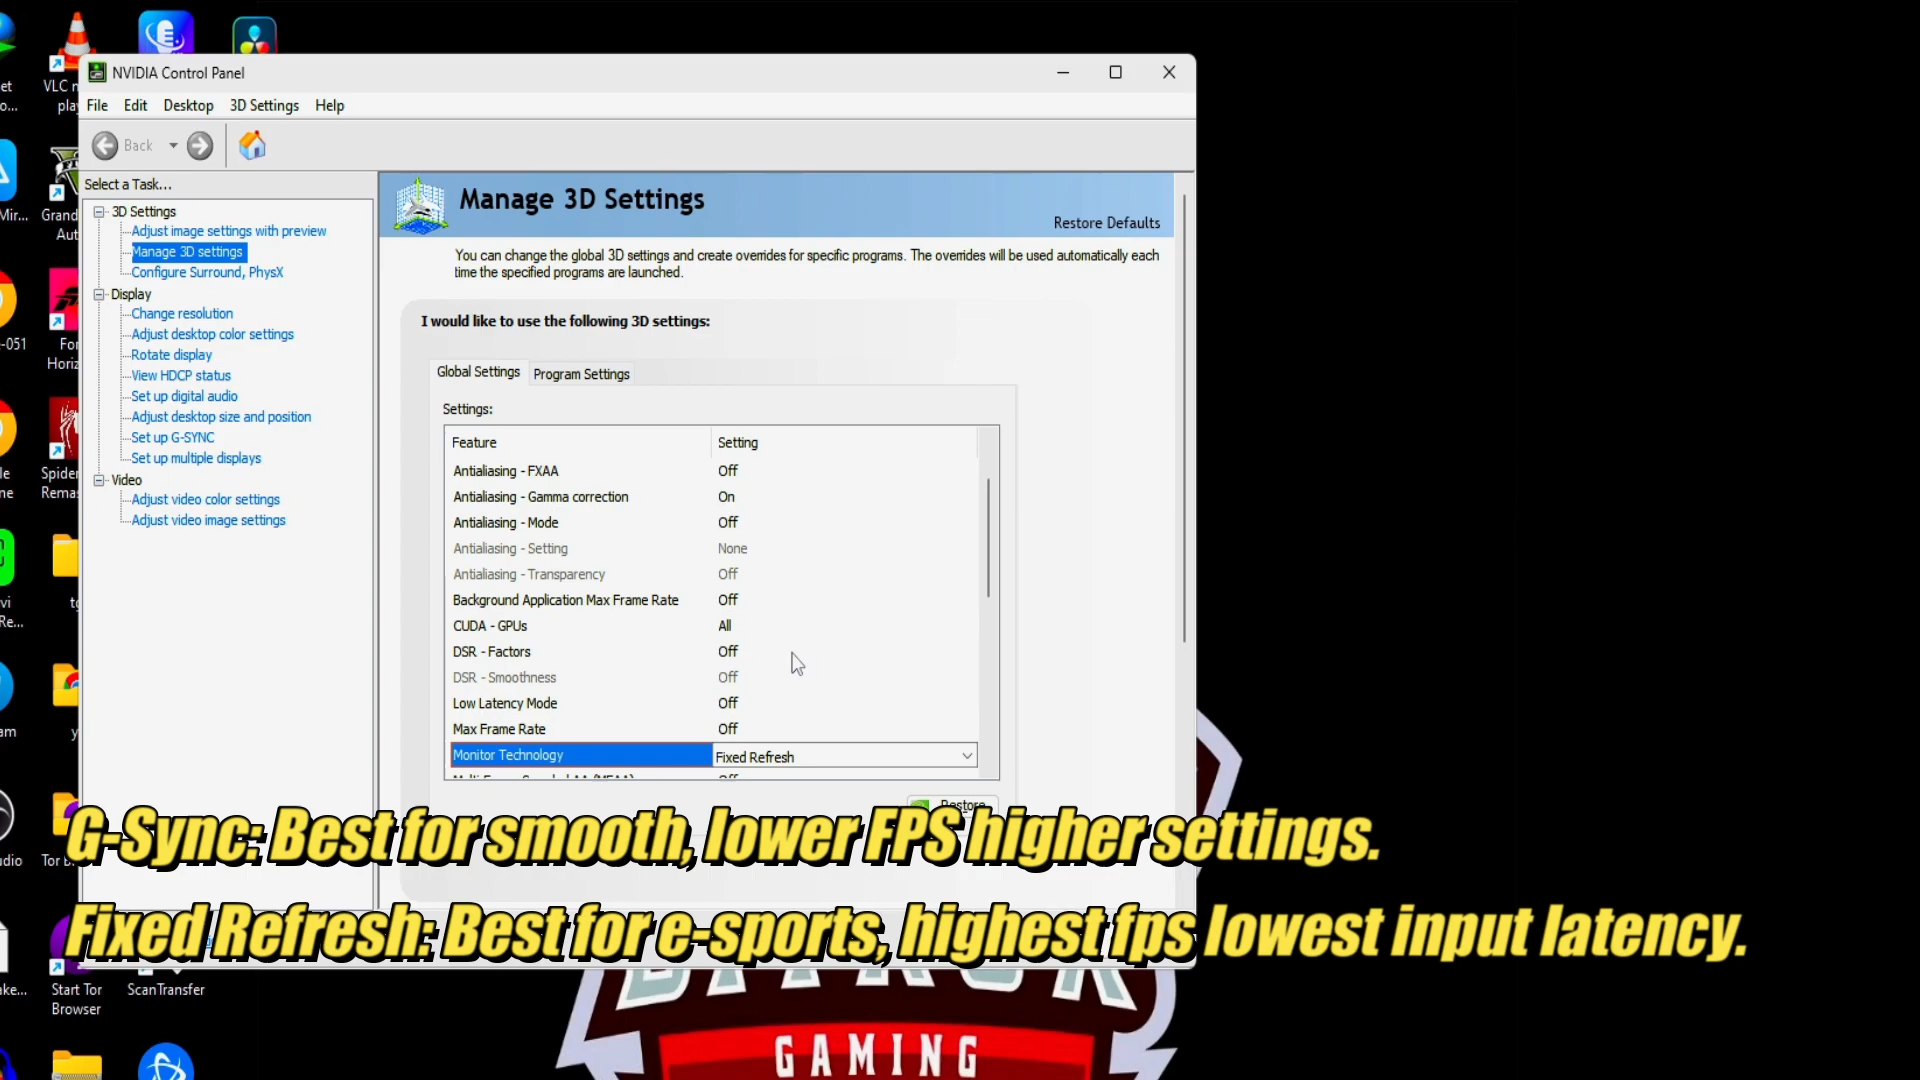 NVIDIA Control Panel
File Edit Desktop 3D Settings Help
Back
Select a Task...
3D Settings
Adjust image settings with preview
Manage 3D settings
Configure Surround, PhysX
Display
Change resolution
Adjust desktop color settings
Rotate display
View HDCP status
Set up digital audio
Adjust desktop size and position
Set up G-SYNC
Set up multiple displays
Video
Adjust video color settings
Adjust video image settings
Manage 3D Settings
Restore Defaults
You can change the global 3D settings and create overrides for specific programs. The overrides will be used automatically each
time the specified programs are launched.
I would like to use the following 3D settings:
Global Settings Program Settings
Settings:
Feature Setting
Antialiasing - FXAA Off
Antialiasing - Gamma correction On
Antialiasing - Mode Off
Antialiasing - Setting None
Antialiasing - Transparency Off
Background Application Max Frame Rate Off
CUDA - GPUs All
DSR - Factors Off
DSR - Smoothness Off
Low Latency Mode Off
Max Frame Rate Off
Monitor Technology Fixed Refresh
Restore
G-Sync: Best for smooth, lower FPS higher settings.
Fixed Refresh: Best for e-sports, highest fps lowest input latency.
VLC
Grand
Spider
Start Tor
Browser
ScanTransfer
GAMING